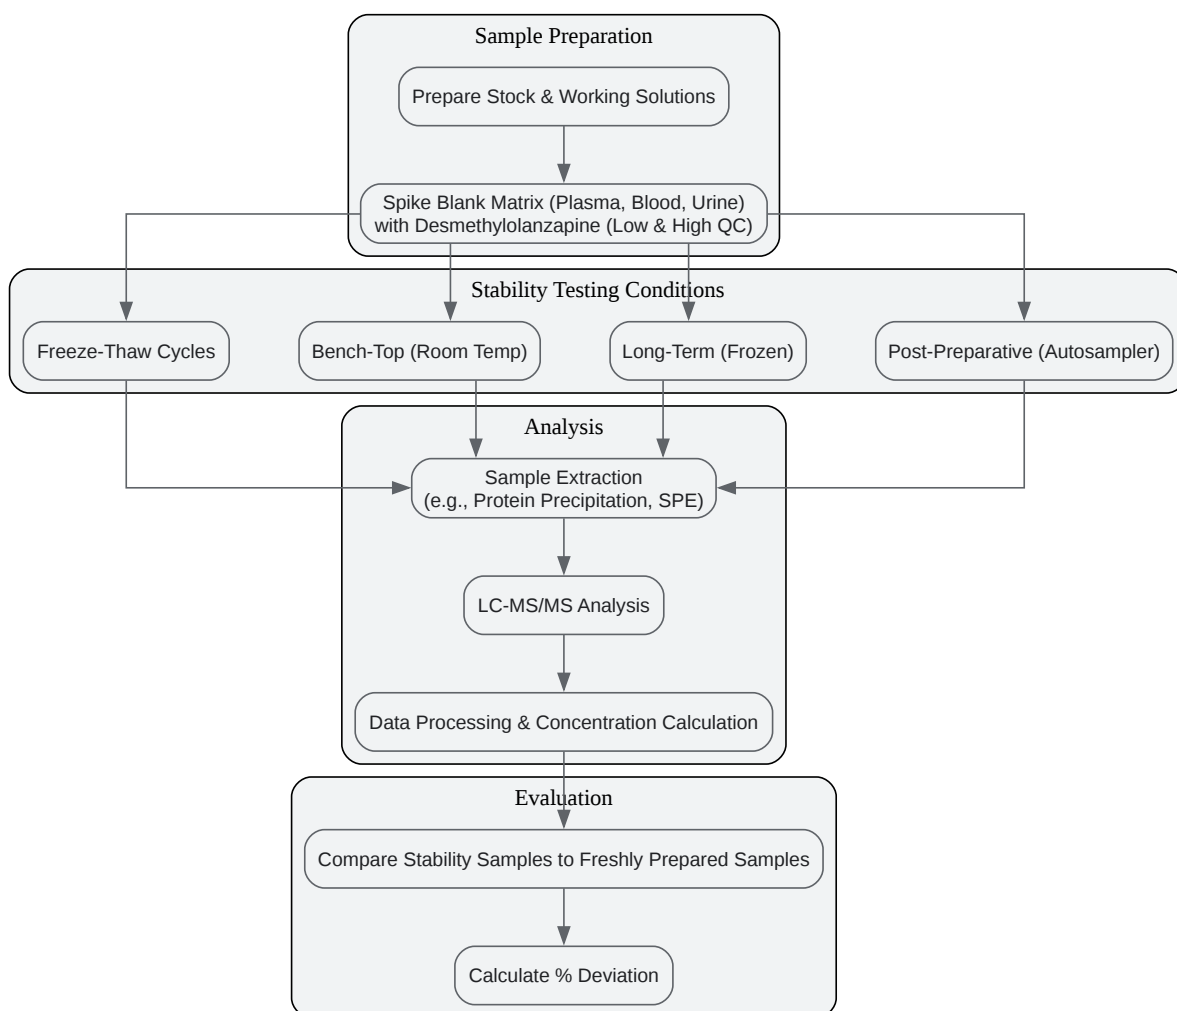 Sample Preparation
Prepare Stock & Working Solutions
Spike Blank Matrix (Plasma, Blood, Urine)
with Desmethylolanzapine (Low & High QC)
Stability Testing Conditions
Freeze-Thaw Cycles
Bench-Top (Room Temp)
Long-Term (Frozen)
Post-Preparative (Autosampler)
Analysis
Sample Extraction
(e.g., Protein Precipitation, SPE)
LC-MS/MS Analysis
Data Processing & Concentration Calculation
Evaluation
Compare Stability Samples to Freshly Prepared Samples
Calculate % Deviation